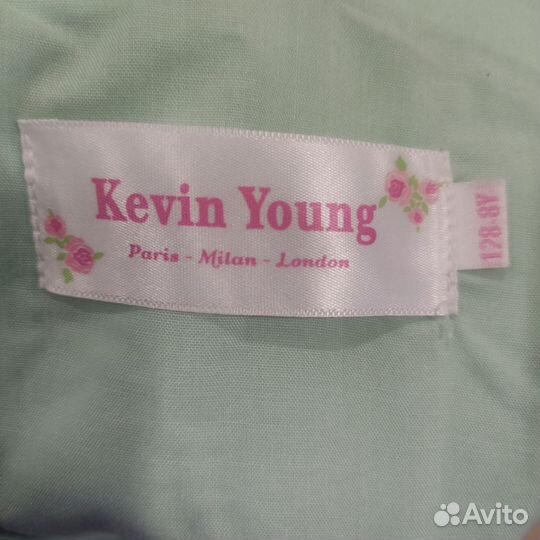 Kevin Young
Paris - Milan - London
128-8Y
Avito